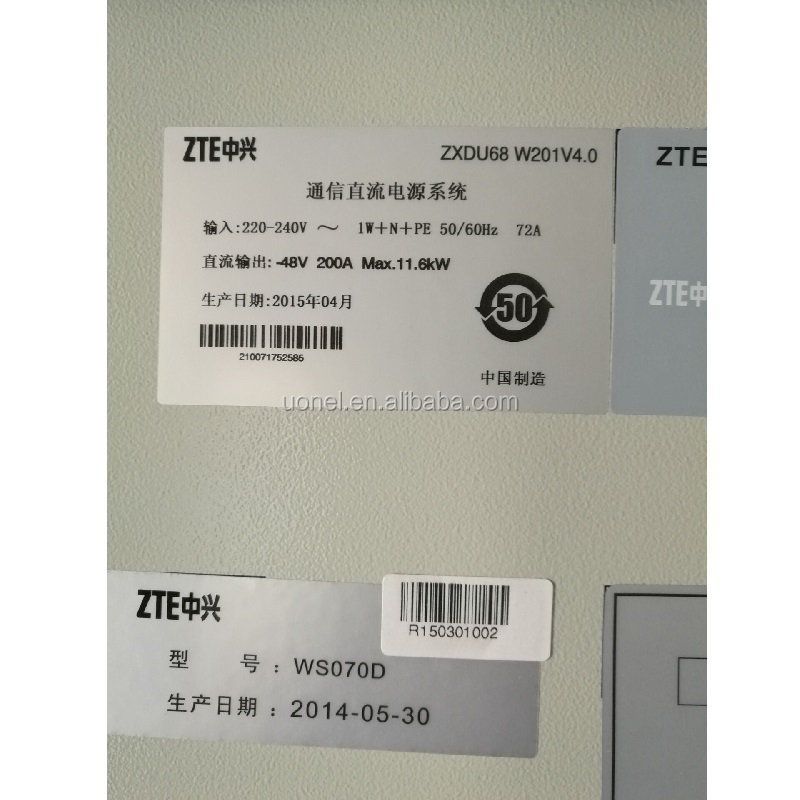 ZTE中兴
ZXDU68 W201V4.0
通信直流电源系统
输入:220-240V ～ 1W+N+PE 50/60Hz 72A
直流输出: -48V 200A Max.11.6kW
生产日期:2015年04月
50
210071752586
中国制造
ZTE
ZTE中
uonel.en.alibaba.com
ZTE中兴
R150301002
型 号：WS070D
生产日期：2014-05-30